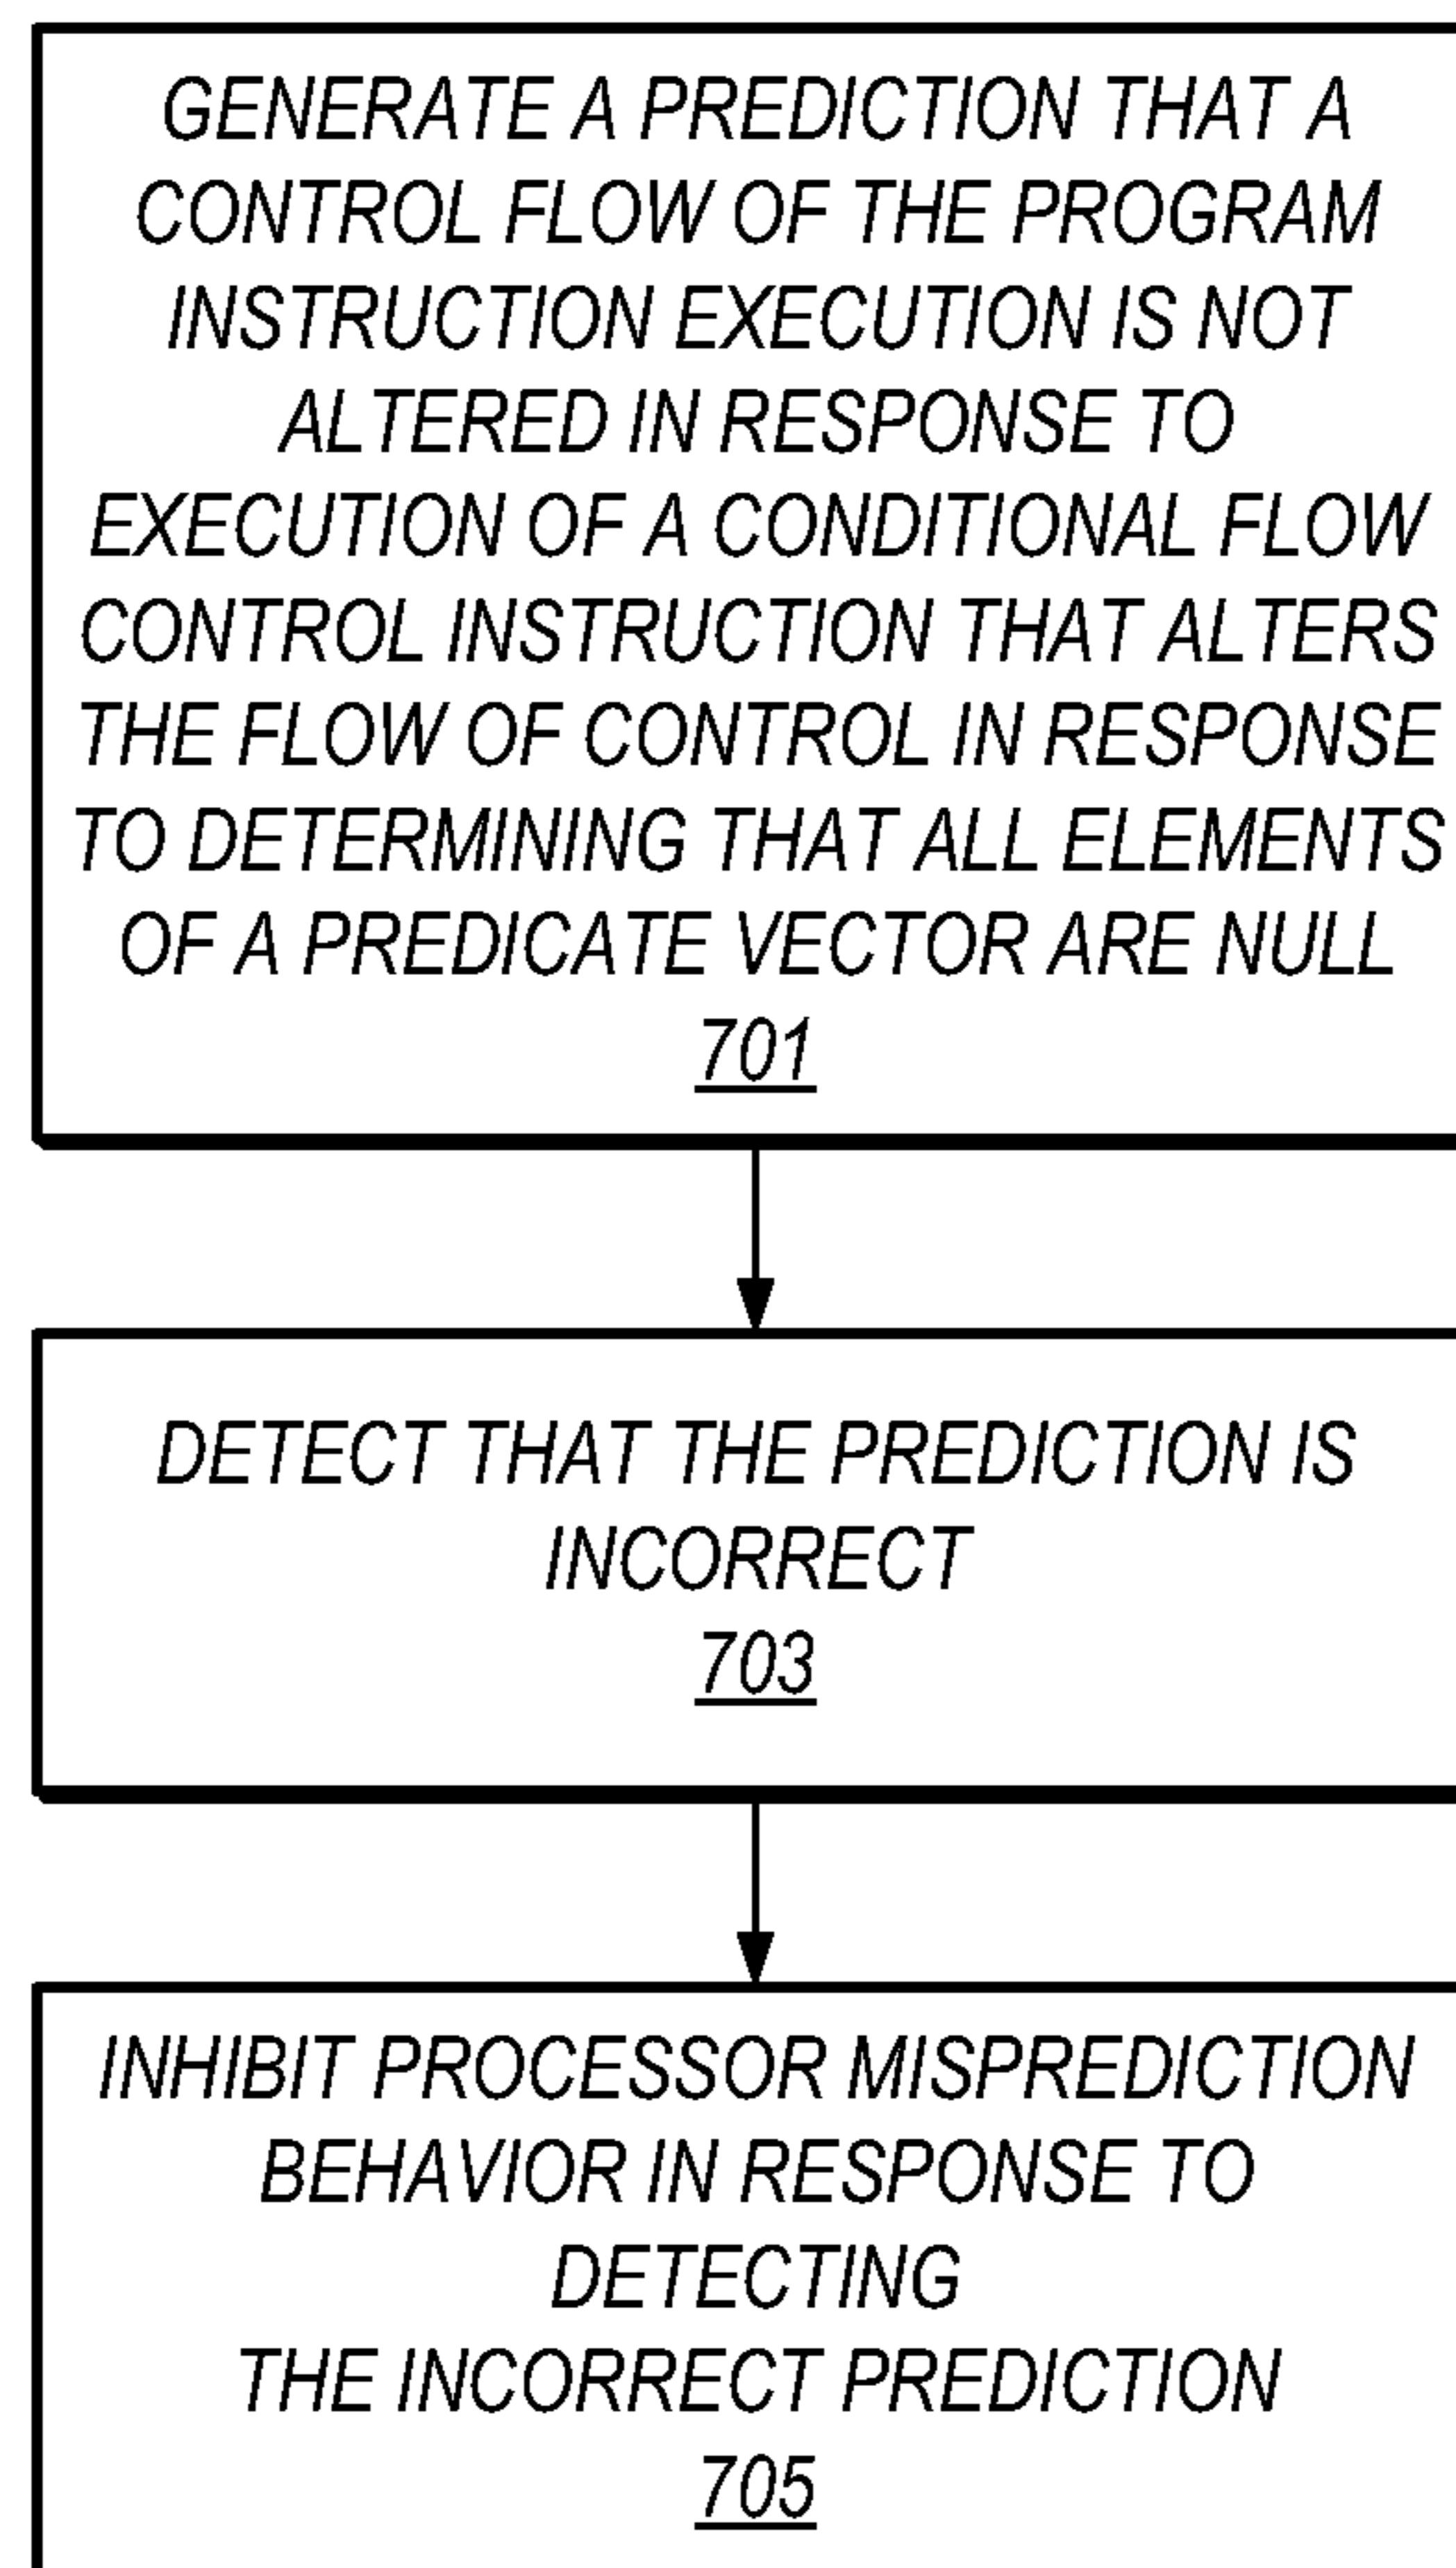 GENERATE A PREDICTION THAT A
CONTROL FLOW OF THE PROGRAM
INSTRUCTION EXECUTION IS NOT
ALTERED IN RESPONSE TO
EXECUTION OF A CONDITIONAL FLOW
CONTROL INSTRUCTION THAT ALTERS
THE FLOW OF CONTROL IN RESPONSE
TO DETERMINING THAT ALL ELEMENTS
OF A PREDICATE VECTOR ARE NULL
701
DETECT THAT THE PREDICTION IS
INCORRECT
703
INHIBIT PROCESSOR MISPREDICTION
BEHAVIOR IN RESPONSE TO
DETECTING
THE INCORRECT PREDICTION
705